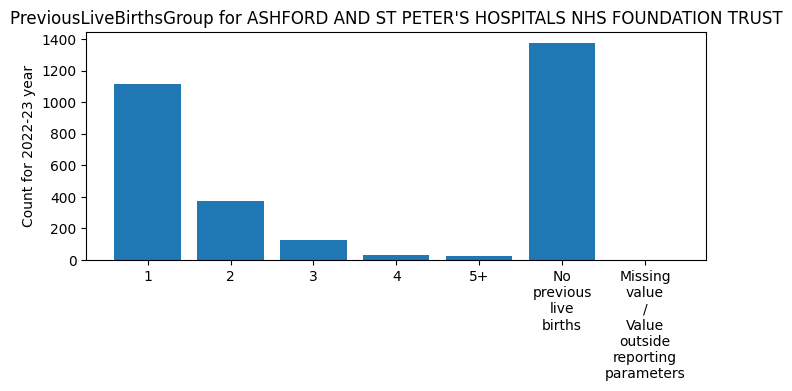 PreviousLiveBirthsGroup for ASHFORD AND ST PETER'S HOSPITALS NHS FOUNDATION TRUST
Count for 2022-23 year
1400
1200
1000
800
600
400
200
0
1
2
3
4
5+
No
previous
live
births
Missing
value
/
Value
outside
reporting
parameters